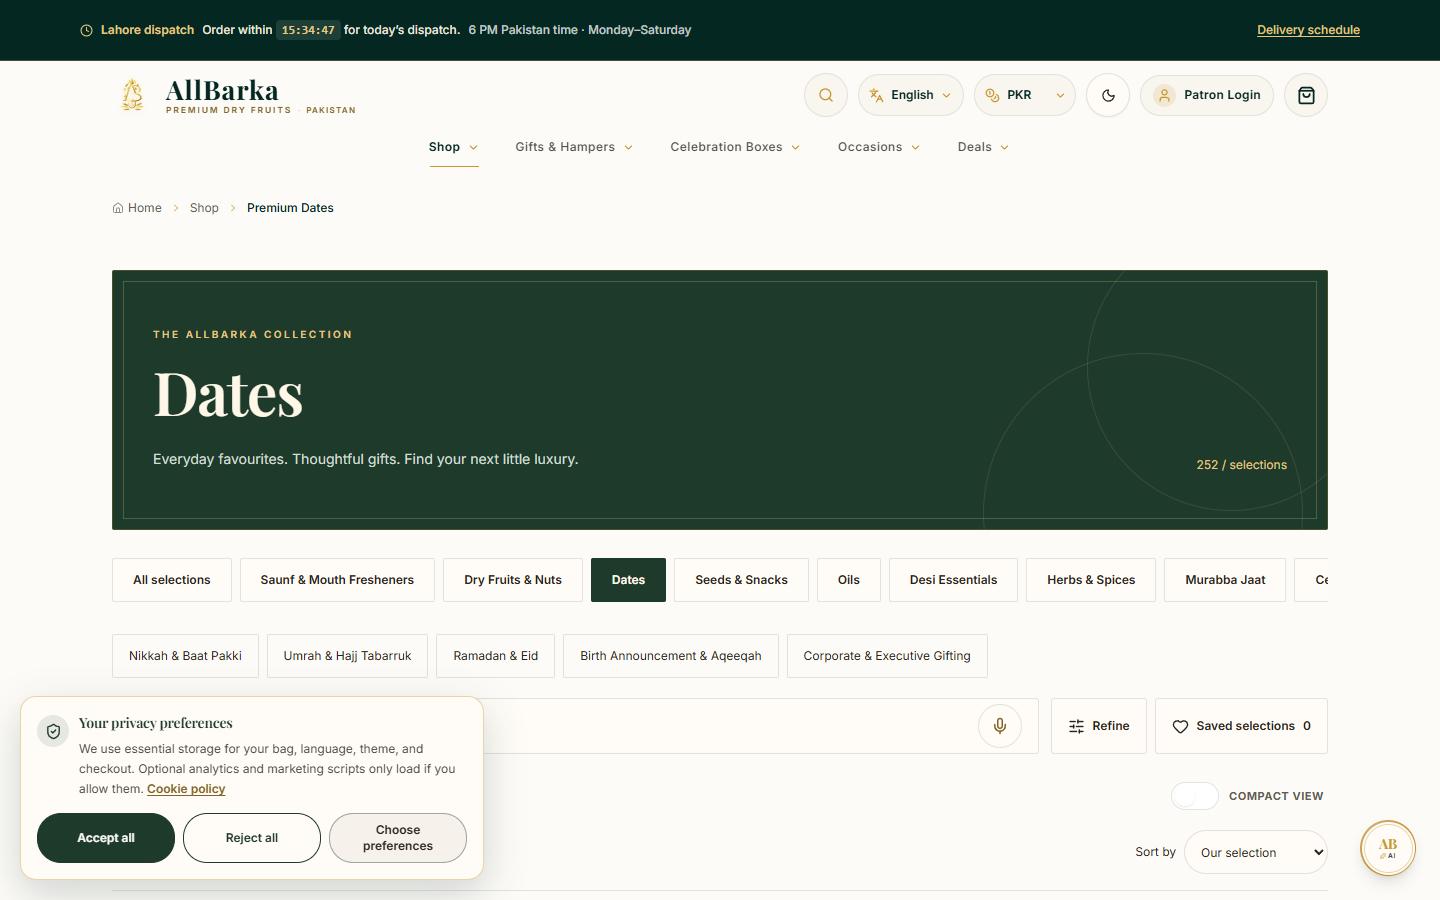 Lahore dispatch Order within 15:34:47 for today’s dispatch. 6 PM Pakistan time · Monday–Saturday
Delivery schedule
AllBarka
PREMIUM DRY FRUITS · PAKISTAN
English
PKR
Patron Login
Shop
Gifts & Hampers
Celebration Boxes
Occasions
Deals
Home
Shop
Premium Dates
THE ALLBARKA COLLECTION
Dates
Everyday favourites. Thoughtful gifts. Find your next little luxury.
252 / selections
All selections
Saunf & Mouth Fresheners
Dry Fruits & Nuts
Dates
Seeds & Snacks
Oils
Desi Essentials
Herbs & Spices
Murabba Jaat
Nikkah & Baat Pakki
Umrah & Hajj Tabarruk
Ramadan & Eid
Birth Announcement & Aqeeqah
Corporate & Executive Gifting
Refine
Saved selections 0
COMPACT VIEW
Sort by
Our selection
Your privacy preferences
We use essential storage for your bag, language, theme, and
checkout. Optional analytics and marketing scripts only load if you
allow them. Cookie policy
Accept all
Reject all
Choose
preferences
AB
AI